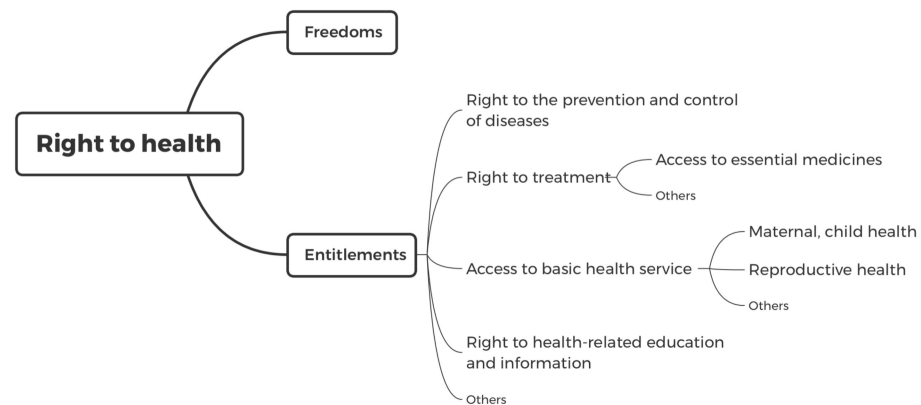 Freedoms
Right to health
Entitlements
Right to the prevention and control
of diseases
Right to treatment
Access to essential medicines
Others
Access to basic health service
Maternal, child health
Reproductive health
Others
Right to health-related education
and information
Others